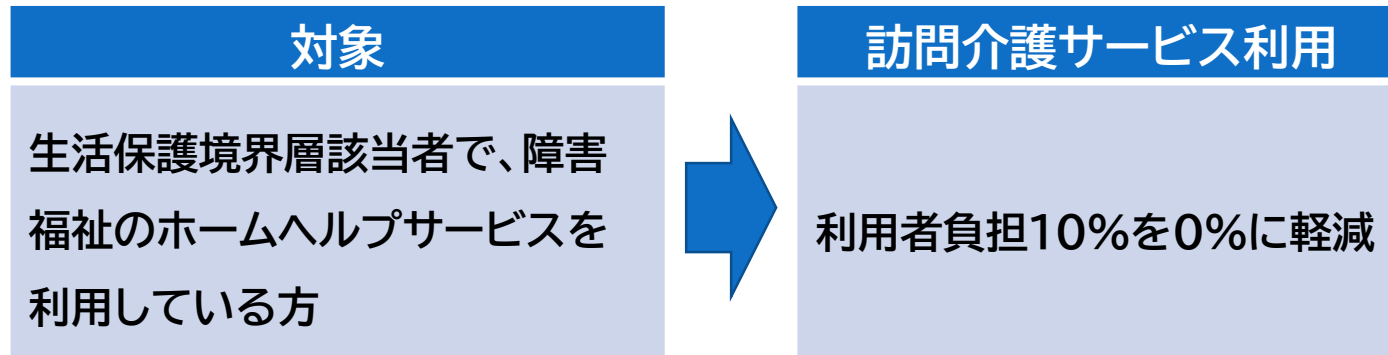 対象
生活保護境界層該当者で、障害
福祉のホームヘルプサービスを
利用している方
訪問介護サービス利用
利用者負担10%を0%に軽減